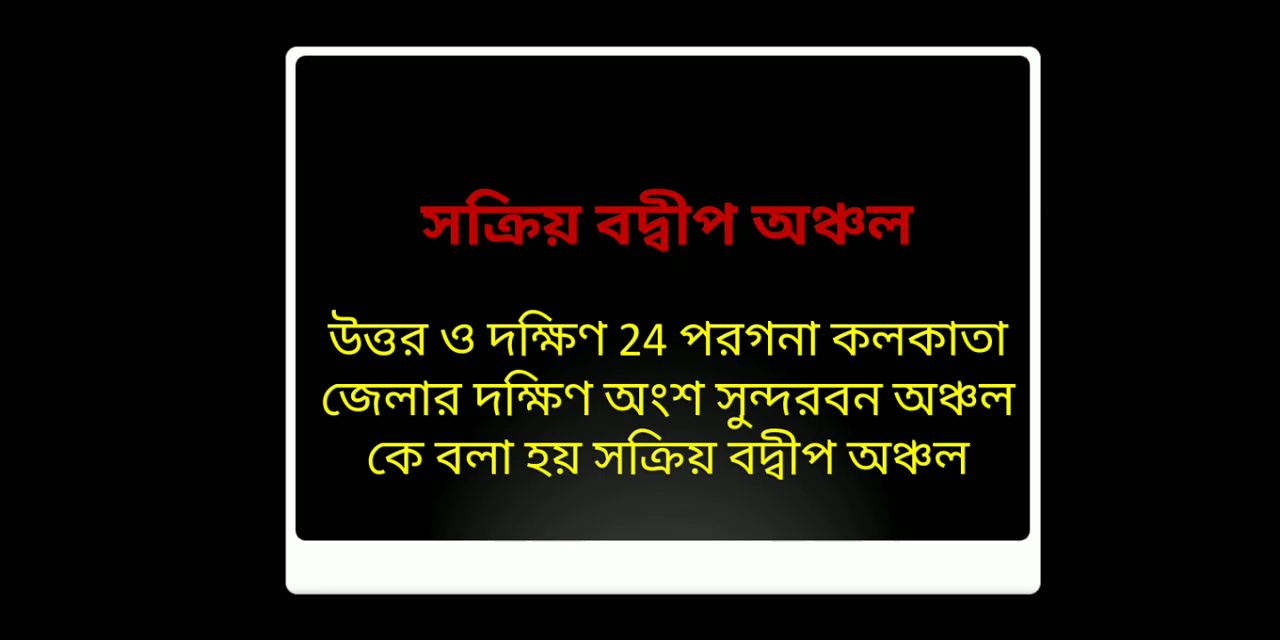 সক্রিয় বদ্বীপ অঞ্চল
উত্তর ও দক্ষিণ 24 পরগনা কলকাতা
জেলার দক্ষিণ অংশ সুন্দরবন অঞ্চল
কে বলা হয় সক্রিয় বদ্বীপ অঞ্চল